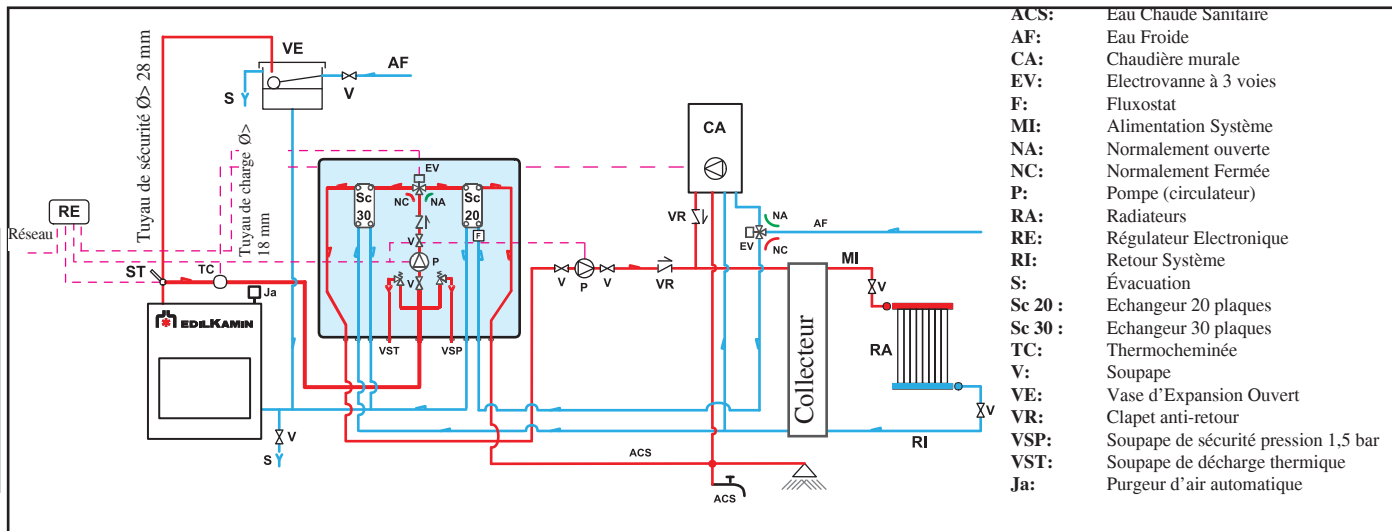 Tuyau de sécurité Ø> 28 mm
VE
AF
S
V
Tuyau de charge Ø>
18 mm
RE
Réseau
ST
TC
Ja
EDILKAMIN
V
S
EV
Sc
30
NC
NA
Sc
20
F
V
P
V
VST
VSP
CA
VR
NA
EV
NC
AF
V
P
V
VR
MI
V
Collecteur
RA
V
RI
ACS
ACS
ACS: Eau Chaude Sanitaire
AF: Eau Froide
CA: Chaudière murale
EV: Electrovanne à 3 voies
F: Fluxostat
MI: Alimentation Système
NA: Normalement ouverte
NC: Normalement Fermée
P: Pompe (circulateur)
RA: Radiateurs
RE: Régulateur Electronique
RI: Retour Système
S: Évacuation
Sc 20 : Echangeur 20 plaques
Sc 30 : Echangeur 30 plaques
TC: Thermocheminée
V: Soupape
VE: Vase d’Expansion Ouvert
VR: Clapet anti-retour
VSP: Soupape de sécurité pression 1,5 bar
VST: Soupape de décharge thermique
Ja: Purgeur d’air automatique